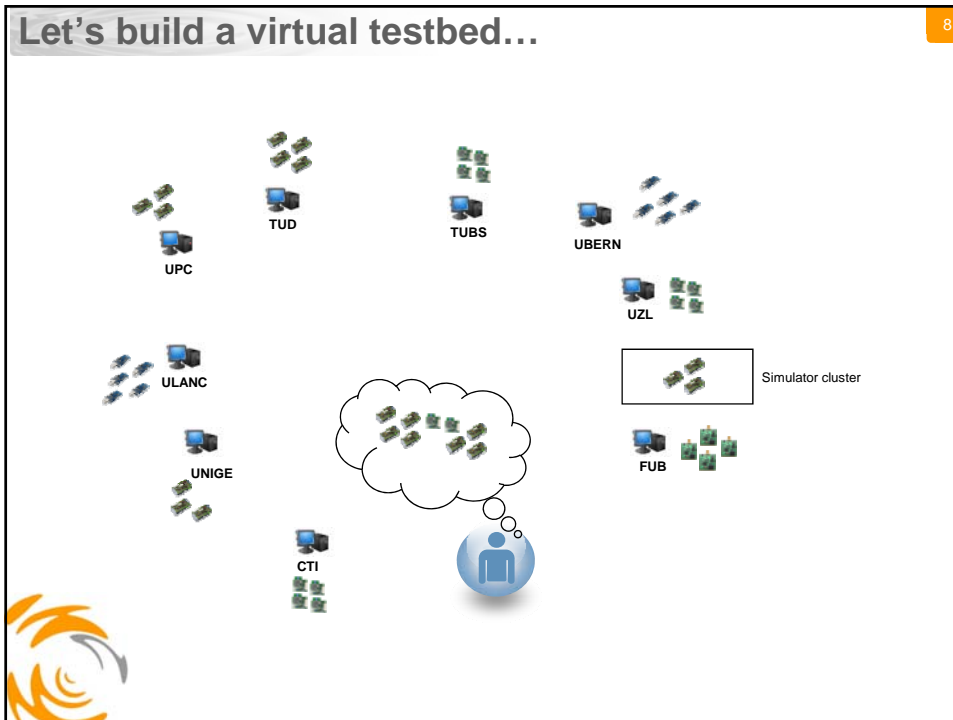 Let's build a virtual testbed…
8
TUD
TUBS
UBERN
UPC
UZL
ULANC
Simulator cluster
UNIGE
FUB
CTI